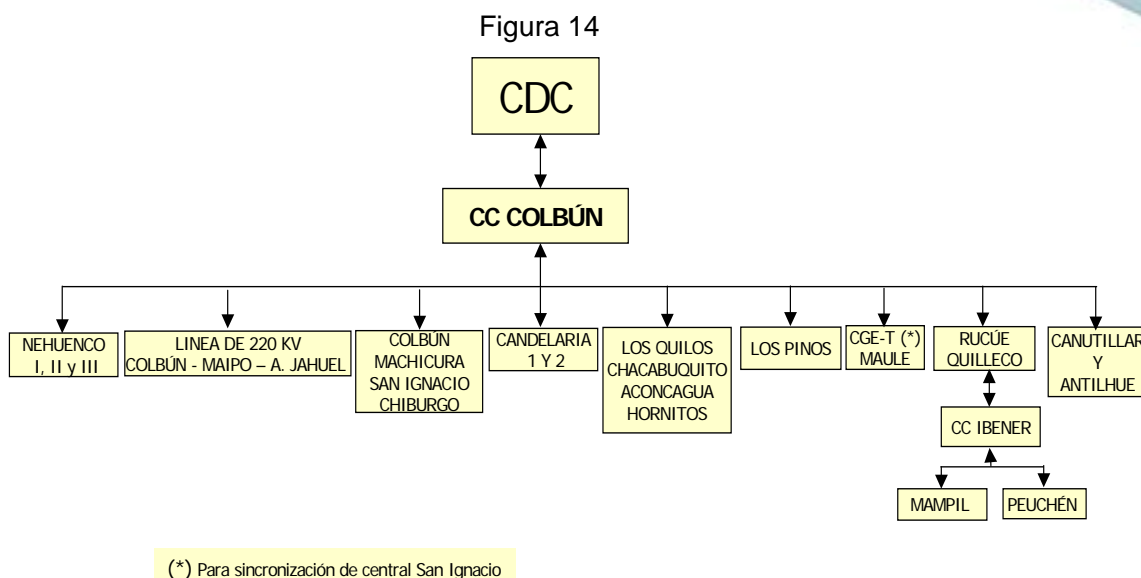 Figura 14
CDC
CC COLBÚN
NEHUENCO
I, II y III
LINEA DE 220 KV
COLBÚN - MAIPO – A. JAHUEL
COLBÚN
MACHICURA
SAN IGNACIO
CHIBURGO
CANDELARIA
1 Y 2
LOS QUILOS
CHACABUQUITO
ACONCAGUA
HORNITOS
LOS PINOS
CGE-T (*)
MAULE
RUCÚE
QUILLECO
CANUTILLAR
Y
ANTILHUE
CC IBENER
MAMPIL
PEUCHÉN
(*) Para sincronización de central San Ignacio